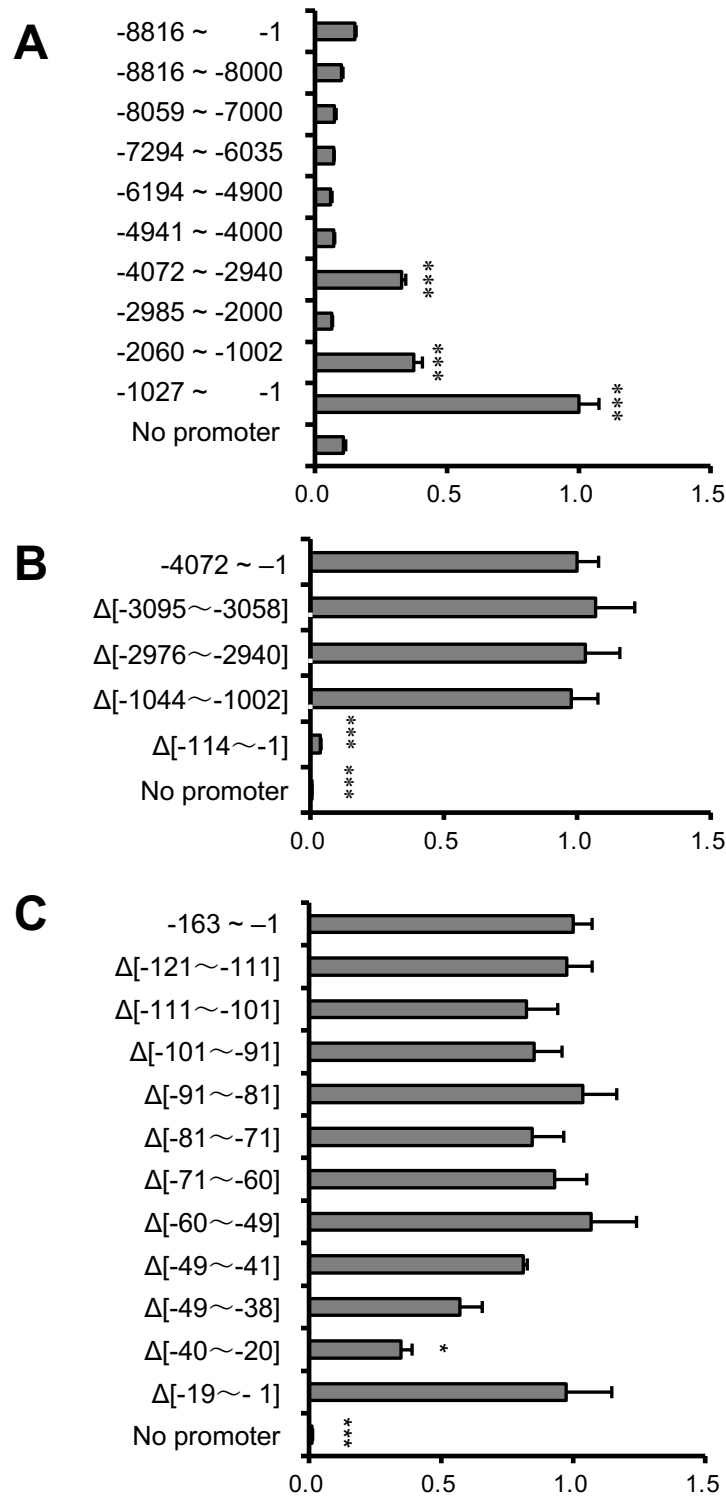 A
-8816 ~ -1
-8816 ~ -8000
-8059 ~ -7000
-7294 ~ -6035
-6194 ~ -4900
-4941 ~ -4000
-4072 ~ -2940
***
-2985 ~ -2000
-2060 ~ -1002
***
-1027 ~ -1
***
No promoter
0.0 0.5 1.0 1.5
B
-4072 ~ –1
Δ[-3095～-3058]
Δ[-2976～-2940]
Δ[-1044～-1002]
Δ[-114～-1]
***
No promoter
***
0.0 0.5 1.0 1.5
C
-163 ~ –1
Δ[-121～-111]
Δ[-111～-101]
Δ[-101～-91]
Δ[-91～-81]
Δ[-81～-71]
Δ[-71～-60]
Δ[-60～-49]
Δ[-49～-41]
Δ[-49～-38]
Δ[-40～-20]
*
Δ[-19～- 1]
No promoter
***
0.0 0.5 1.0 1.5